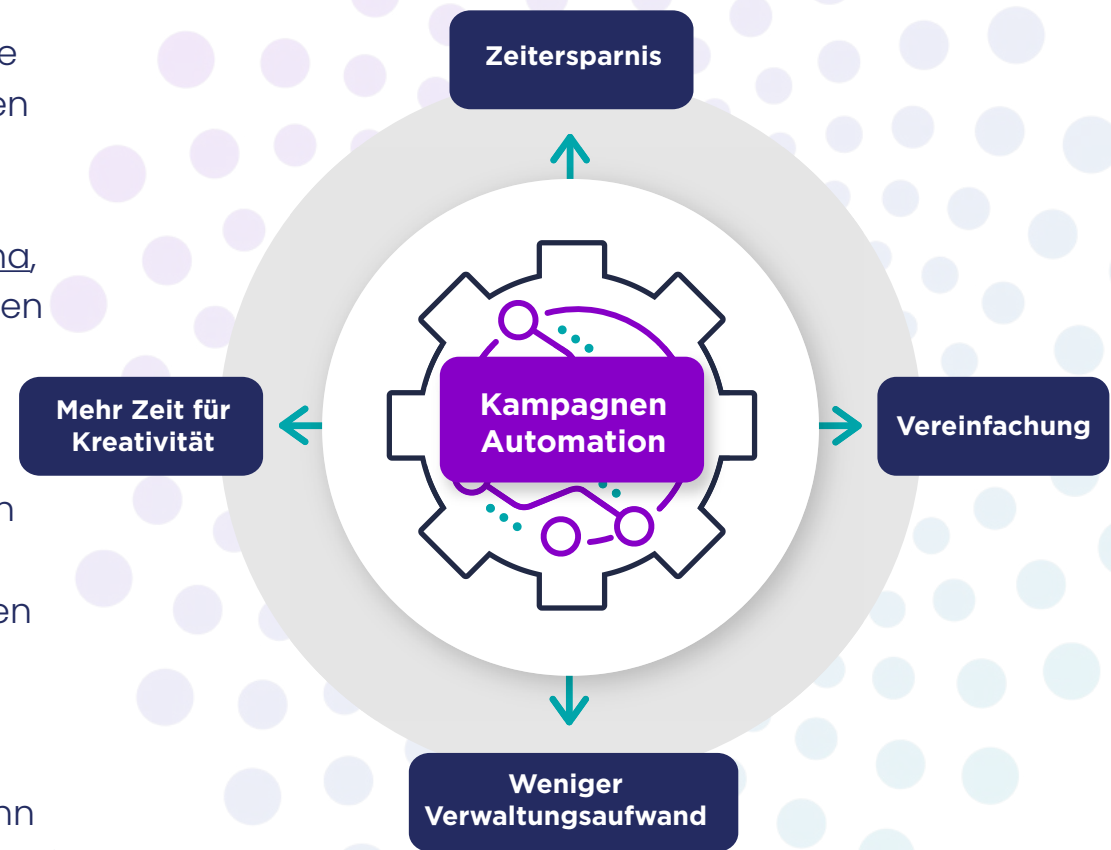 Zeitersparnis
Mehr Zeit für
Kreativität
Kampagnen
Automation
Vereinfachung
Weniger
Verwaltungsaufwand